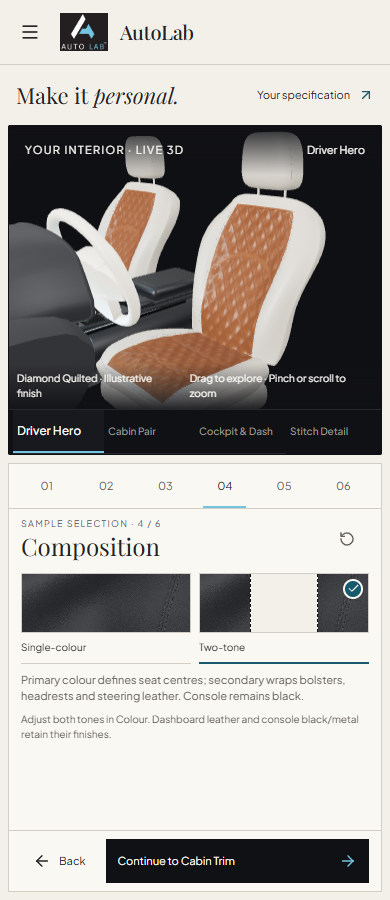 AUTO LAB
AutoLab
Make it personal.
Your specification
YOUR INTERIOR · LIVE 3D
Driver Hero
Diamond Quilted · Illustrative
finish
Drag to explore · Pinch or scroll to
zoom
Driver Hero
Cabin Pair
Cockpit & Dash
Stitch Detail
01
02
03
04
05
06
SAMPLE SELECTION · 4 / 6
Composition
Single-colour
Two-tone
Primary colour defines seat centres; secondary wraps bolsters,
headrests and steering leather. Console remains black.
Adjust both tones in Colour. Dashboard leather and console black/metal
retain their finishes.
Back
Continue to Cabin Trim